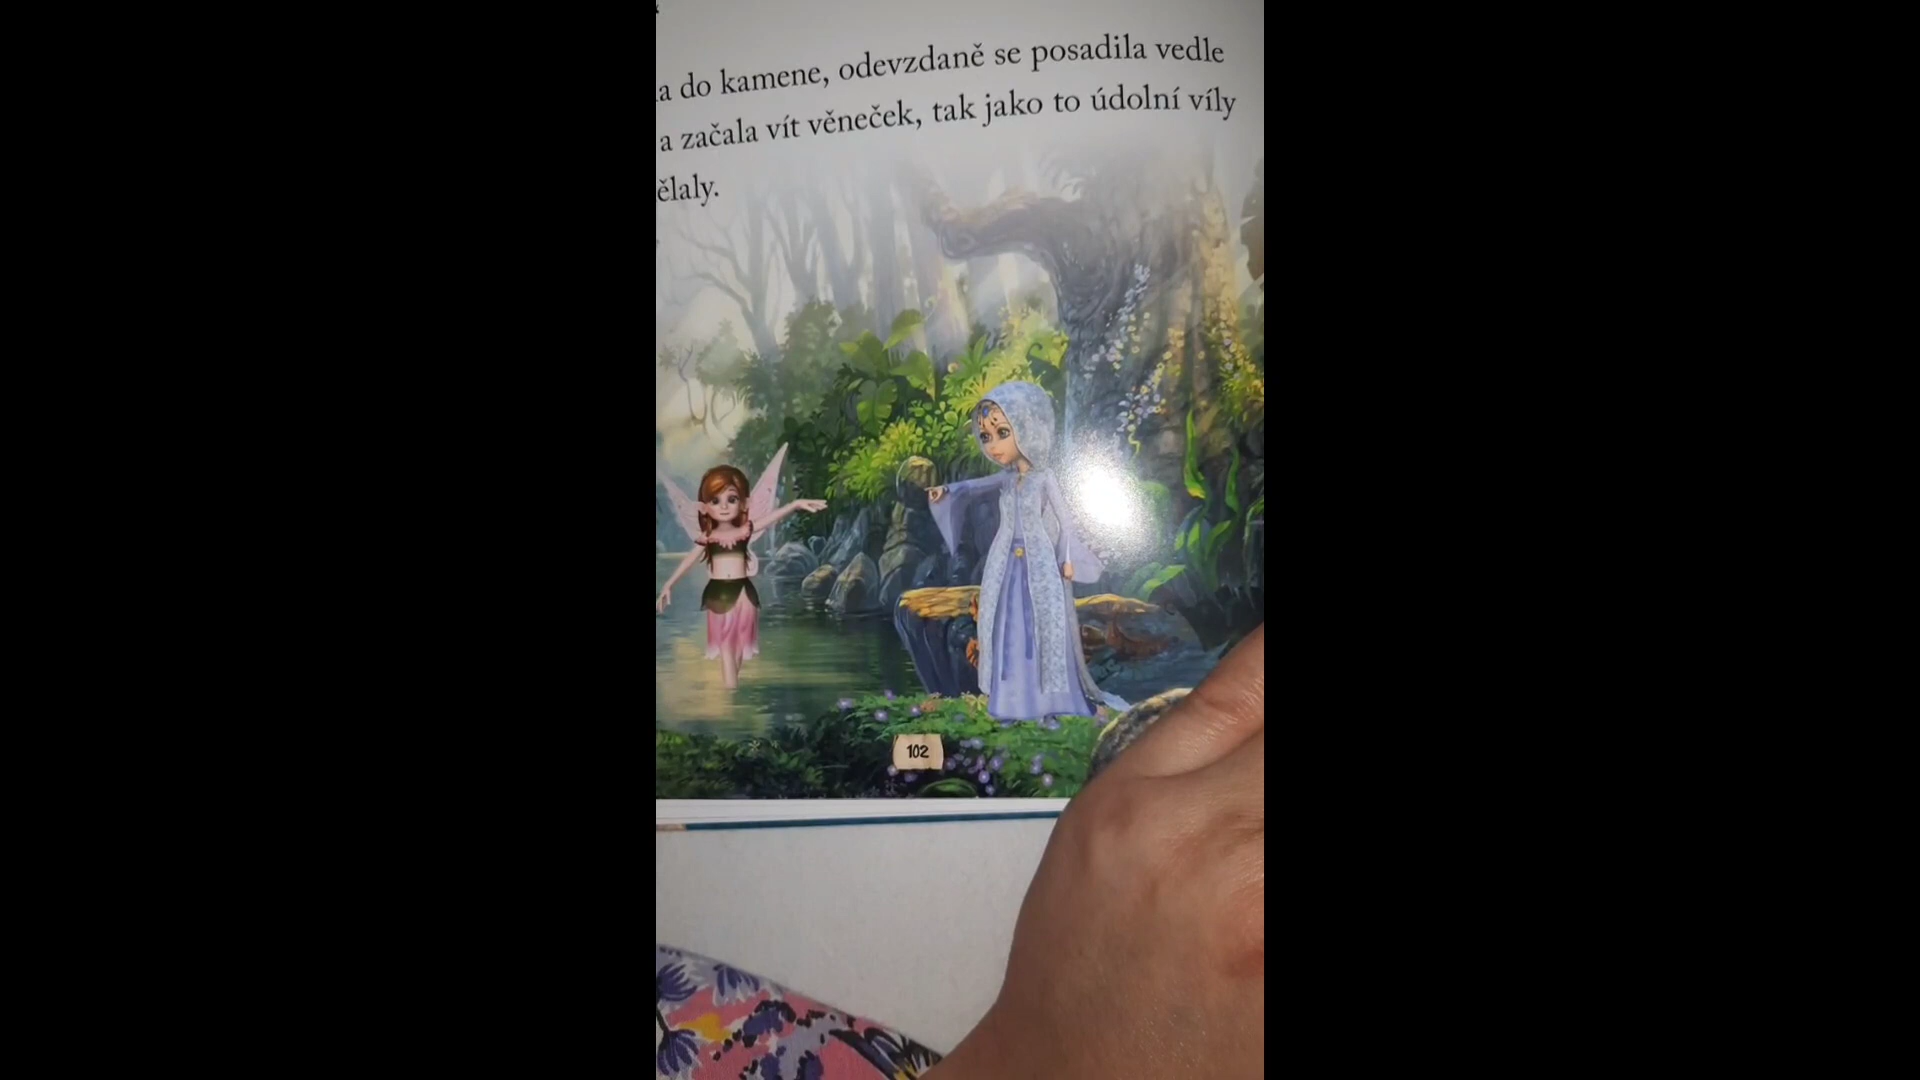 do kamene, odevzdaně se posadila vedle
a začala vít věneček, tak jako to údolní víly
ělaly.
102